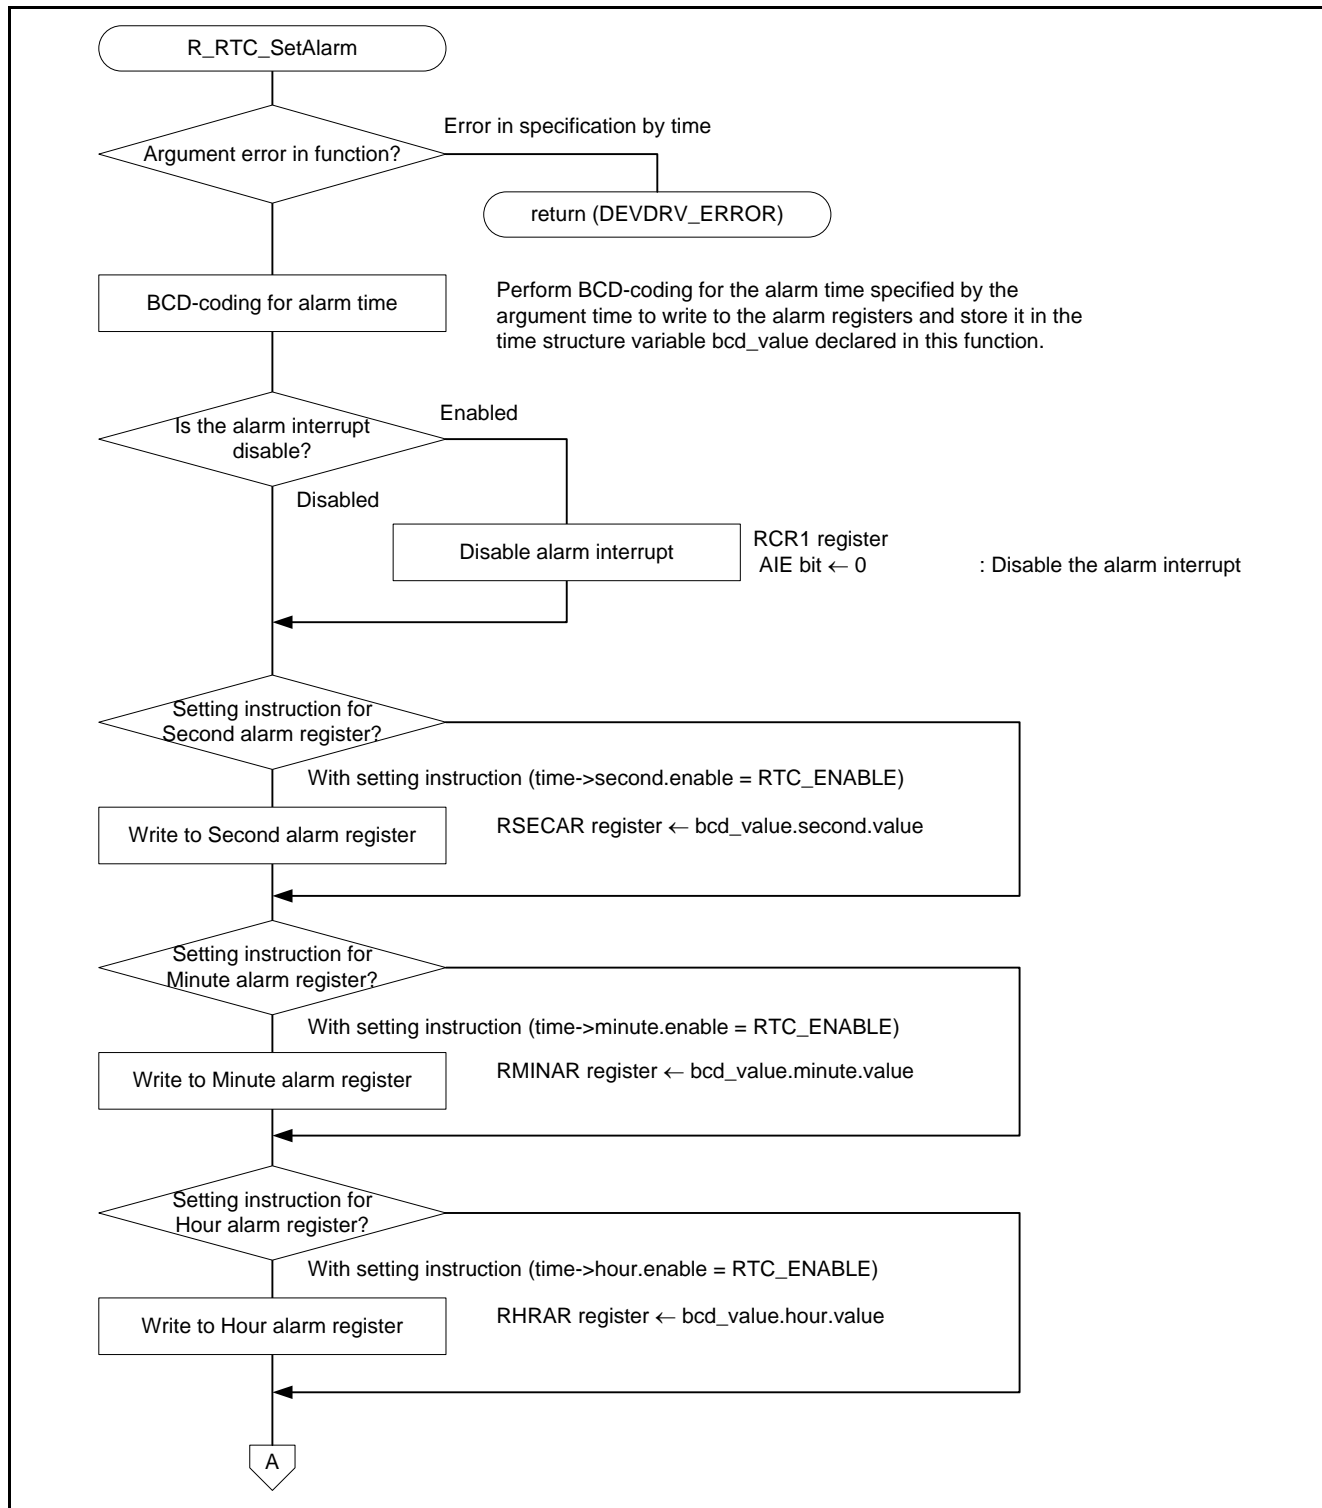 R_RTC_SetAlarm
Error in specification by time
Argument error in function?
return (DEVDRV_ERROR)
BCD-coding for alarm time
Perform BCD-coding for the alarm time specified by the
argument time to write to the alarm registers and store it in the
time structure variable bcd_value declared in this function.
Is the alarm interrupt
disable?
Enabled
Disabled
Disable alarm interrupt
RCR1 register
AIE bit ← 0 : Disable the alarm interrupt
Setting instruction for
Second alarm register?
With setting instruction (time->second.enable = RTC_ENABLE)
Write to Second alarm register
RSECAR register ← bcd_value.second.value
Setting instruction for
Minute alarm register?
With setting instruction (time->minute.enable = RTC_ENABLE)
Write to Minute alarm register
RMINAR register ← bcd_value.minute.value
Setting instruction for
Hour alarm register?
With setting instruction (time->hour.enable = RTC_ENABLE)
Write to Hour alarm register
RHRAR register ← bcd_value.hour.value
A